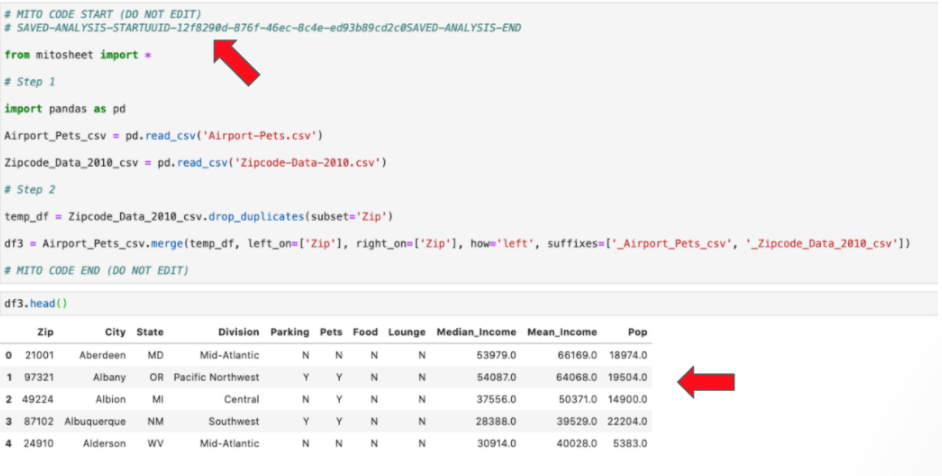 # MITO CODE START (DO NOT EDIT)
# SAVED-ANALYSIS-STARTUUID-12f8290d-876f-46ec-8c4e-ed93b89cd2c0SAVED-ANALYSIS-END
from mitosheet import *
# Step 1
import pandas as pd
Airport_Pets_csv = pd.read_csv('Airport-Pets.csv')
Zipcode_Data_2010_csv = pd.read_csv('Zipcode-Data-2010.csv')
# Step 2
temp_df = Zipcode_Data_2010_csv.drop_duplicates(subset='Zip')
df3 = Airport_Pets_csv.merge(temp_df, left_on=['Zip'], right_on=['Zip'], how='left', suffixes=['_Airport_Pets_csv', '_Zipcode_Data_2010_csv'])
# MITO CODE END (DO NOT EDIT)
df3.head()
Zip City State Division Parking Pets Food Lounge Median_Income Mean_Income Pop
0 21001 Aberdeen MD Mid-Atlantic N N N N 53979.0 66169.0 18974.0
1 97321 Albany OR Pacific Northwest Y Y N N 54087.0 64068.0 19504.0
2 49224 Albion MI Central N Y N N 37556.0 50371.0 14900.0
3 87102 Albuquerque NM Southwest Y Y N N 28388.0 39529.0 22204.0
4 24910 Alderson WV Mid-Atlantic N N N N 30914.0 40028.0 5383.0